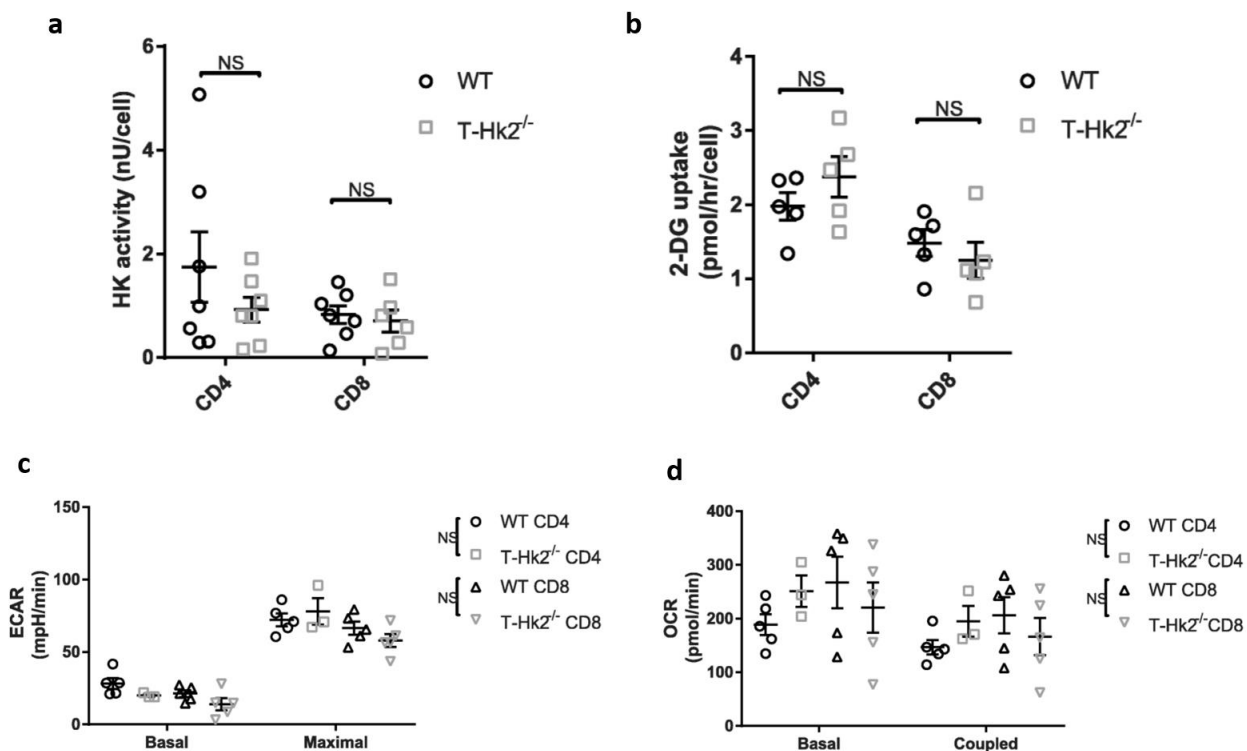 a
HK activity (nU/cell)
6
4
2
0
NS
NS
CD4
CD8
WT
T-Hk2-/-
b
2-DG uptake
(pmol/hr/cell)
4
3
2
1
0
NS
NS
CD4
CD8
WT
T-Hk2-/-
c
ECAR
(mpH/min)
150
100
50
0
Basal
Maximal
NS
WT CD4
T-Hk2-/- CD4
NS
WT CD8
T-Hk2-/- CD8
d
OCR
(pmol/min)
400
300
200
100
0
Basal
Coupled
NS
WT CD4
T-Hk2-/-CD4
NS
WT CD8
T-Hk2-/-CD8